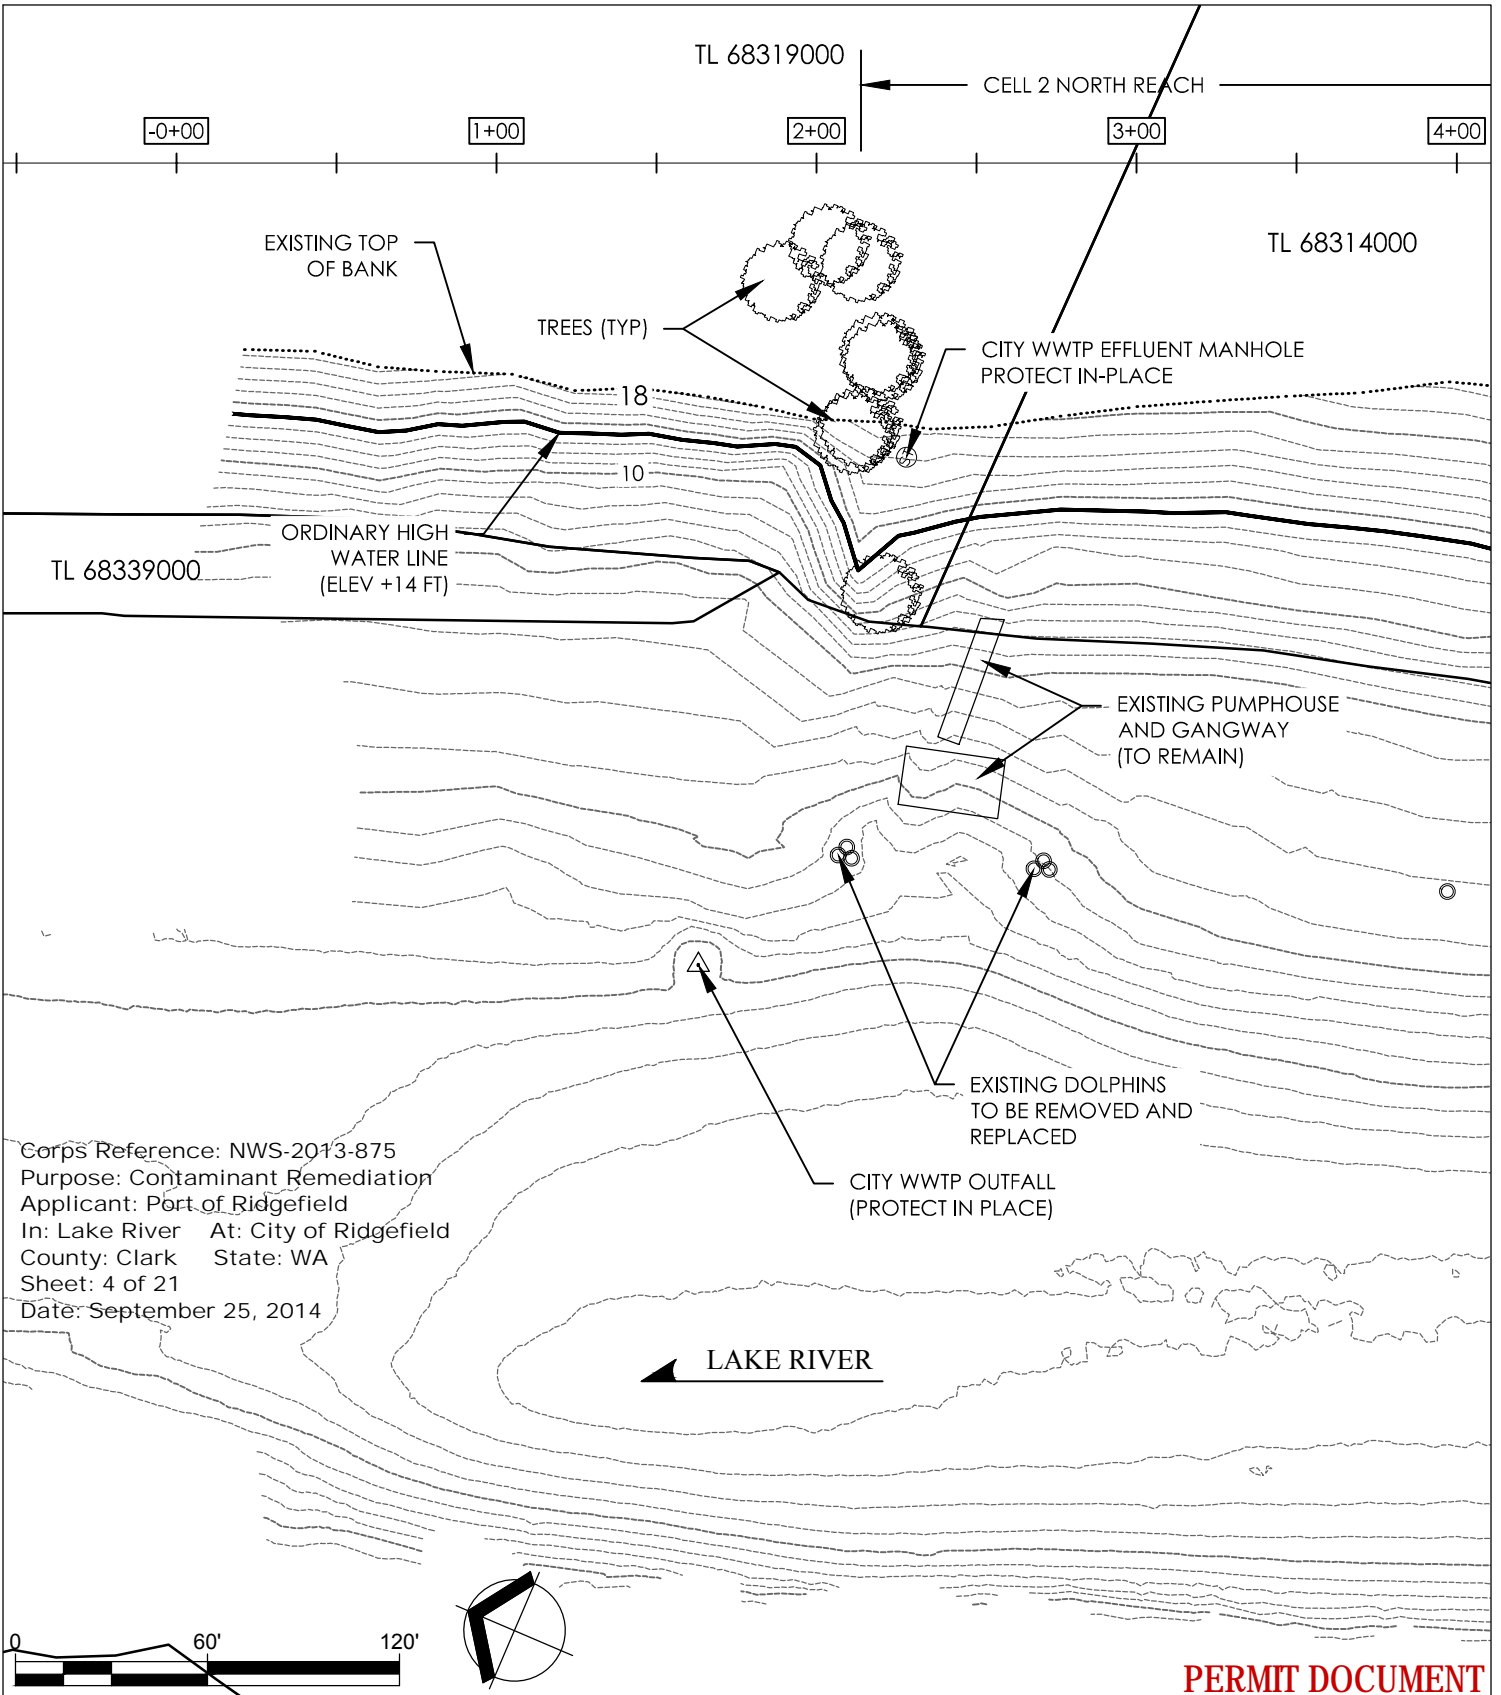 TL 68319000
CELL 2 NORTH REACH
-0+00
1+00
2+00
3+00
4+00
EXISTING TOP
OF BANK
TL 68314000
TREES (TYP)
CITY WWTP EFFLUENT MANHOLE
PROTECT IN-PLACE
18
10
ORDINARY HIGH
WATER LINE
(ELEV +14 FT)
TL 68339000
EXISTING PUMPHOUSE
AND GANGWAY
(TO REMAIN)
EXISTING DOLPHINS
TO BE REMOVED AND
REPLACED
CITY WWTP OUTFALL
(PROTECT IN PLACE)
Corps Reference: NWS-2013-875
Purpose: Contaminant Remediation
Applicant: Port of Ridgefield
In: Lake River At: City of Ridgefield
County: Clark State: WA
Sheet: 4 of 21
Date: September 25, 2014
LAKE RIVER
0 60' 120'
PERMIT DOCUMENT